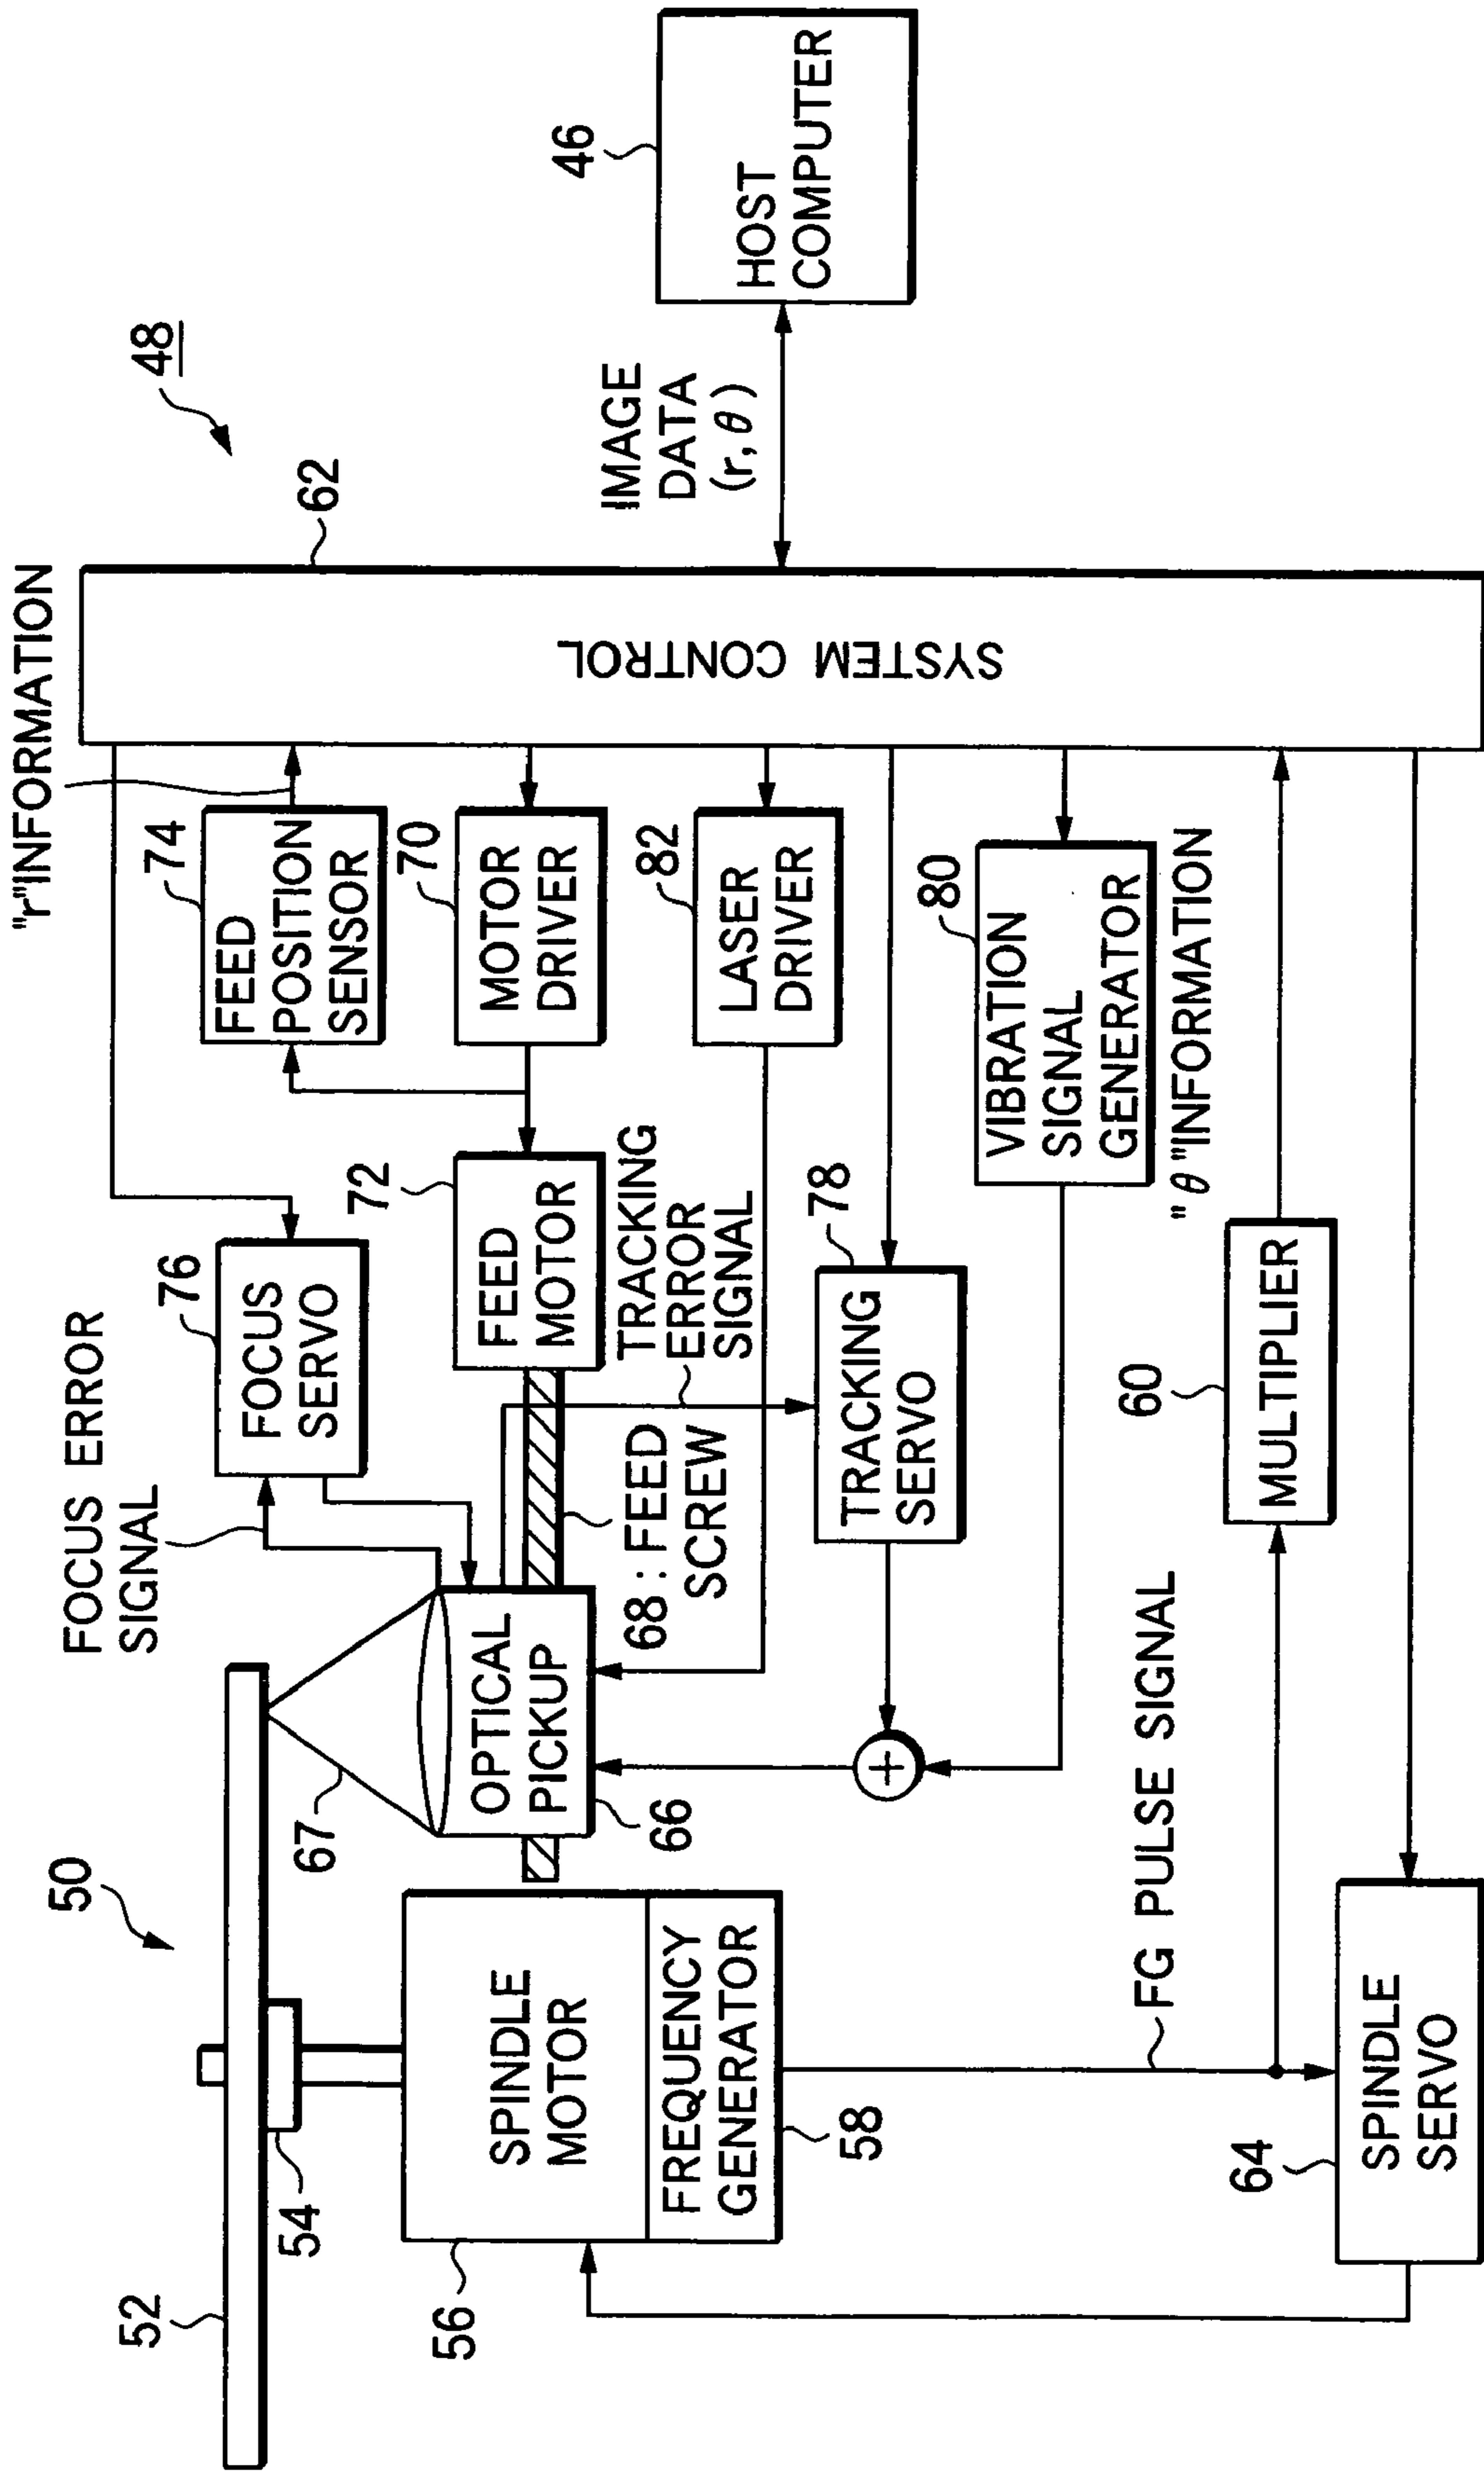 50
52
54
67
FOCUS ERROR
SIGNAL
76
FOCUS
SERVO
"r"INFORMATION
74
FEED
POSITION
SENSOR
62
48
56
SPINDLE
MOTOR
FREQUENCY
GENERATOR
58
OPTICAL
PICKUP
66
68 : FEED
SCREW
72
FEED
MOTOR
TRACKING
ERROR
SIGNAL
70
MOTOR
DRIVER
82
LASER
DRIVER
SYSTEM CONTROL
IMAGE
DATA
(r, θ)
46
HOST
COMPUTER
+
78
TRACKING
SERVO
80
VIBRATION
SIGNAL
GENERATOR
"θ"INFORMATION
FG PULSE SIGNAL
60
MULTIPLIER
64
SPINDLE
SERVO